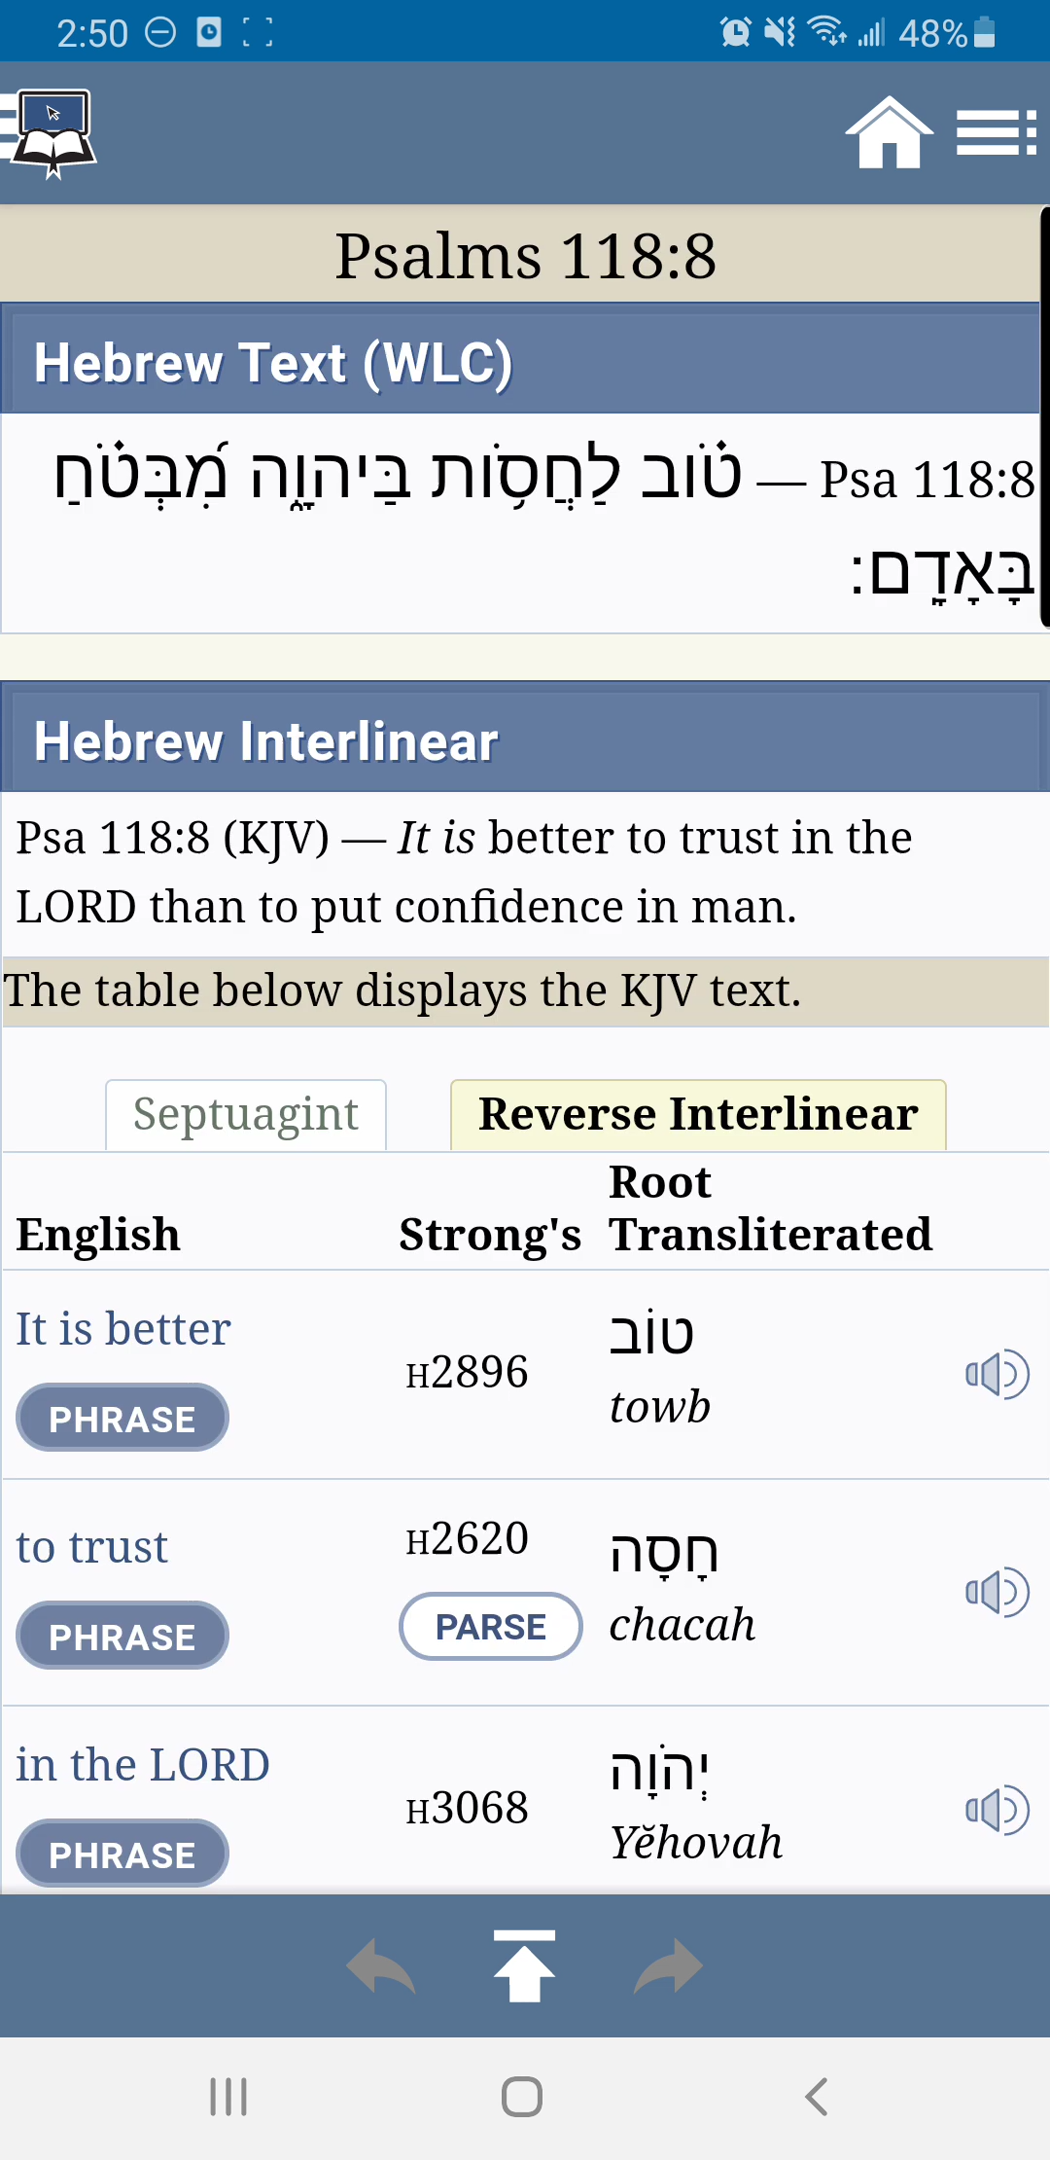 2:50 48%
Psalms 118:8
Hebrew Text (WLC)
Psa 118:8 — ט֗וֹב לַחֲס֥וֹת בַּיהוָ֑ה מִ֝בְּטֹ֗חַ
בָּאָדָֽם׃
Hebrew Interlinear
Psa 118:8 (KJV) — It is better to trust in the
LORD than to put confidence in man.
The table below displays the KJV text.
Septuagint Reverse Interlinear
English Strong's Root Transliterated
It is better H2896 טוֹב
PHRASE towb
to trust H2620 חָסָה
PHRASE PARSE chacah
in the LORD H3068 יְהֹוָה
PHRASE Yĕhovah